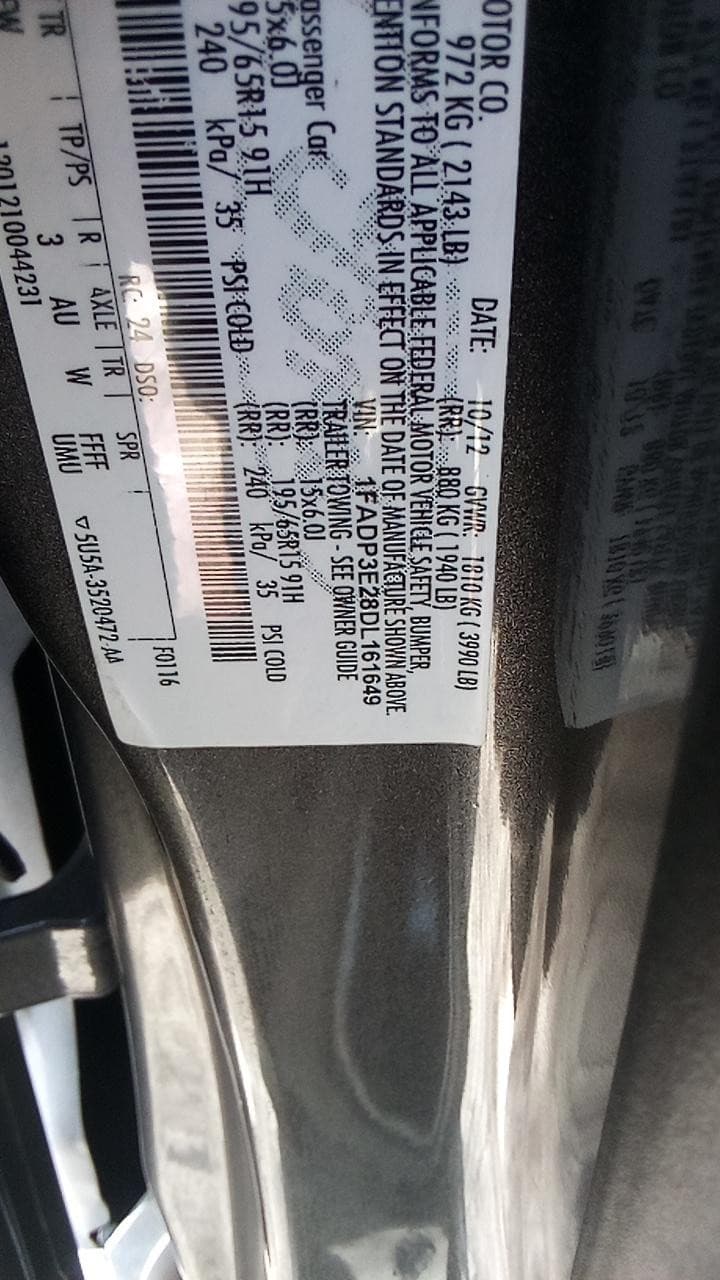 OTOR CO.
DATE: 10/12 GVWR: 1810 KG ( 3990 LB)
972 KG ( 2143 LB) (RR): 880 KG ( 1940 LB)
NFORMS TO ALL APPLICABLE FEDERAL MOTOR VEHICLE SAFETY, BUMPER,
ENTION STANDARDS IN EFFECT ON THE DATE OF MANUFACTURE SHOWN ABOVE.
VIN: 1FADP3E28DL161649
assenger Car TRAILER TOWING - SEE OWNER GUIDE
5x6.0J (RR): 15x6.0J
95/65R15 91H (RR): 195/65R15 91H
240 kPa/ 35 PSI COLD (RR): 240 kPa/ 35 PSI COLD
RC: 24 DSO: F0116
TR TP/PS R AXLE TR SPR
3 AU W FFFF
1201210044231 UMU ▽5U5A-3520472-AA